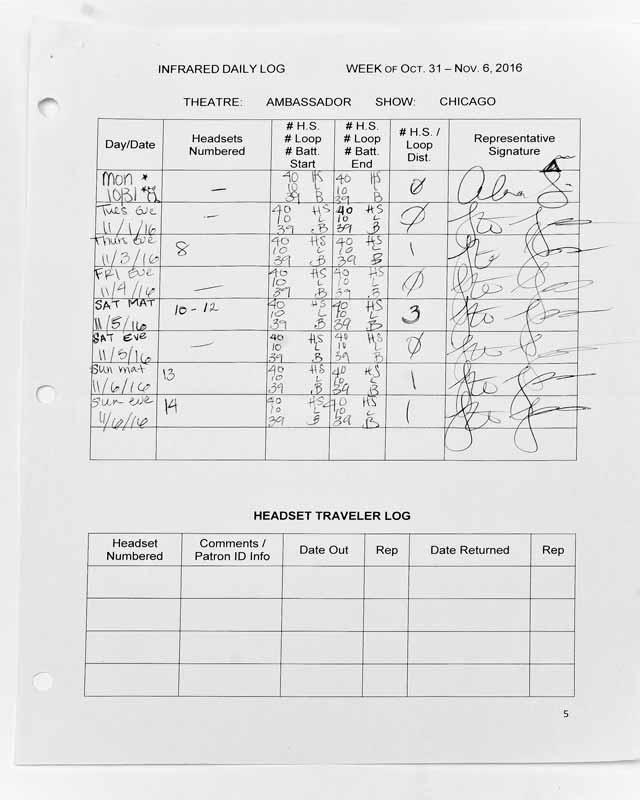 INFRARED DAILY LOG WEEK OF OCT. 31 – NOV. 6, 2016
THEATRE: AMBASSADOR SHOW: CHICAGO
Day/Date
Headsets
Numbered
# H.S.
# Loop
# Batt.
Start
# H.S.
# Loop
# Batt.
End
# H.S. /
Loop
Dist.
Representative
Signature
Mon *
10/31
—
40 HS
10 L
39 B
40 HS
10 L
39 B
0
Tues eve
11/1/16
—
40 HS
10 L
39 B
40 HS
10 L
39 B
0
Thurs eve
11/3/16
8
40 HS
10 L
39 B
40 HS
10 L
39 B
1
FRI Eve
11/4/16
—
40 HS
10 L
39 B
40 HS
10 L
39 B
0
SAT MAT
11/5/16
10-12
40 HS
10 L
39 B
40 HS
10 L
39 B
3
SAT EVE
11/5/16
—
40 HS
10 L
39 B
40 HS
10 L
39 B
0
Sun mat
11/6/16
13
40 HS
10 L
39 B
40 HS
10 L
39 B
1
Sun eve
11/6/16
14
40 HS
10 L
39 B
40 HS
10 L
39 B
1
HEADSET TRAVELER LOG
Headset
Numbered
Comments /
Patron ID Info
Date Out
Rep
Date Returned
Rep
5